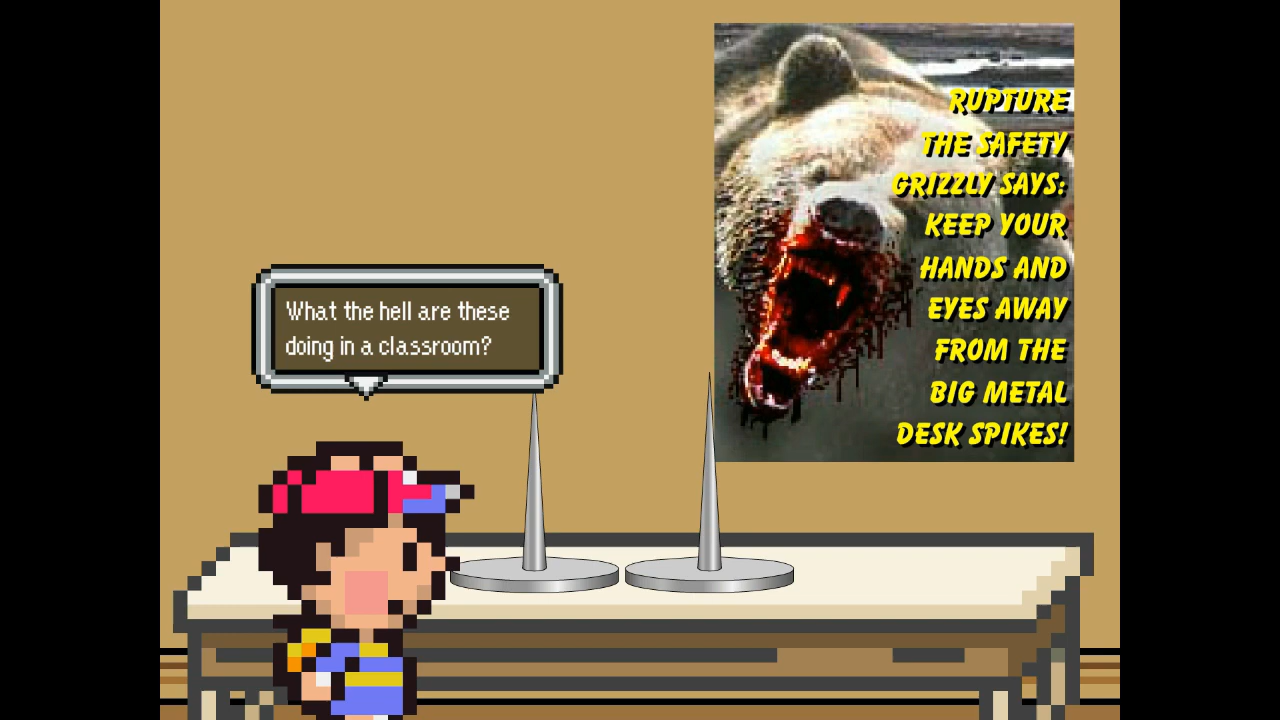 RUPTURE
THE SAFETY
GRIZZLY SAYS:
KEEP YOUR
HANDS AND
EYES AWAY
FROM THE
BIG METAL
DESK SPIKES!
What the hell are these
doing in a classroom?